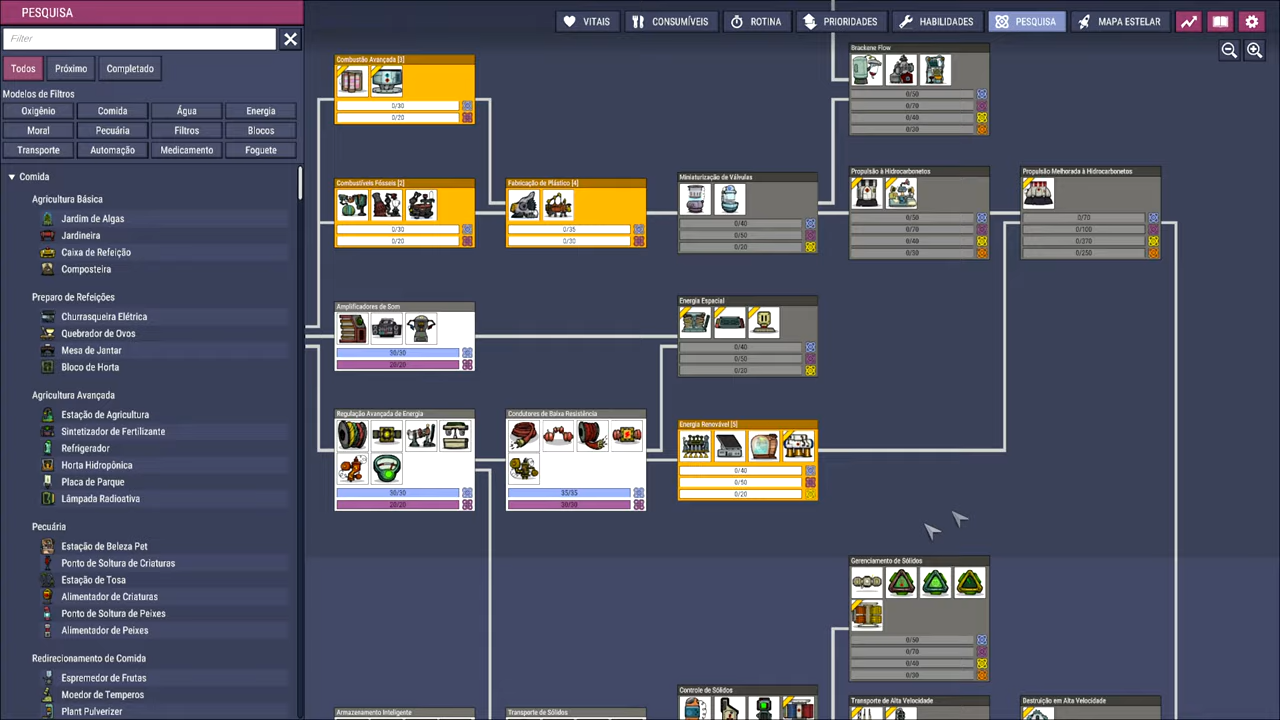 PESQUISA
Filter
Todos
Próximo
Completado
Modelos de Filtros
Oxigênio
Comida
Água
Energia
Moral
Pecuária
Filtros
Blocos
Transporte
Automação
Medicamento
Foguete
Comida
Agricultura Básica
Jardim de Algas
Jardineira
Caixa de Refeição
Composteira
Preparo de Refeições
Churrasqueira Elétrica
Quebrador de Ovos
Mesa de Jantar
Bloco de Horta
Agricultura Avançada
Estação de Agricultura
Sintetizador de Fertilizante
Refrigerador
Horta Hidropônica
Placa de Parque
Lâmpada Radioativa
Pecuária
Estação de Beleza Pet
Ponto de Soltura de Criaturas
Estação de Tosa
Alimentador de Criaturas
Ponto de Soltura de Peixes
Alimentador de Peixes
Redirecionamento de Comida
Espremedor de Frutas
Moedor de Temperos
Plant Pulverizer
VITAIS
CONSUMÍVEIS
ROTINA
PRIORIDADES
HABILIDADES
PESQUISA
MAPA ESTELAR
Combustão Avançada [3]
0/30
0/20
Brackene Flow
0/50
0/70
0/40
0/30
Combustíveis Fósseis [2]
0/30
0/20
Fabricação de Plástico [4]
0/35
0/30
Miniaturização de Válvulas
0/40
0/50
0/20
Propulsão à Hidrocarbonetos
0/50
0/70
0/40
0/50
Propulsão Melhorada à Hidrocarbonetos
0/70
0/100
0/270
0/250
Amplificadores de Som
30/30
20/20
Energia Espacial
0/40
0/50
0/20
Regulação Avançada de Energia
30/30
20/20
Condutores de Baixa Resistência
35/35
30/30
Energia Renovável [5]
0/40
0/50
0/20
Gerenciamento de Sólidos
0/50
0/70
0/40
0/30
Controle de Sólidos
Armazenamento Inteligente
Transporte de Sólidos
Transporte de Alta Velocidade
Destruição em Alta Velocidade